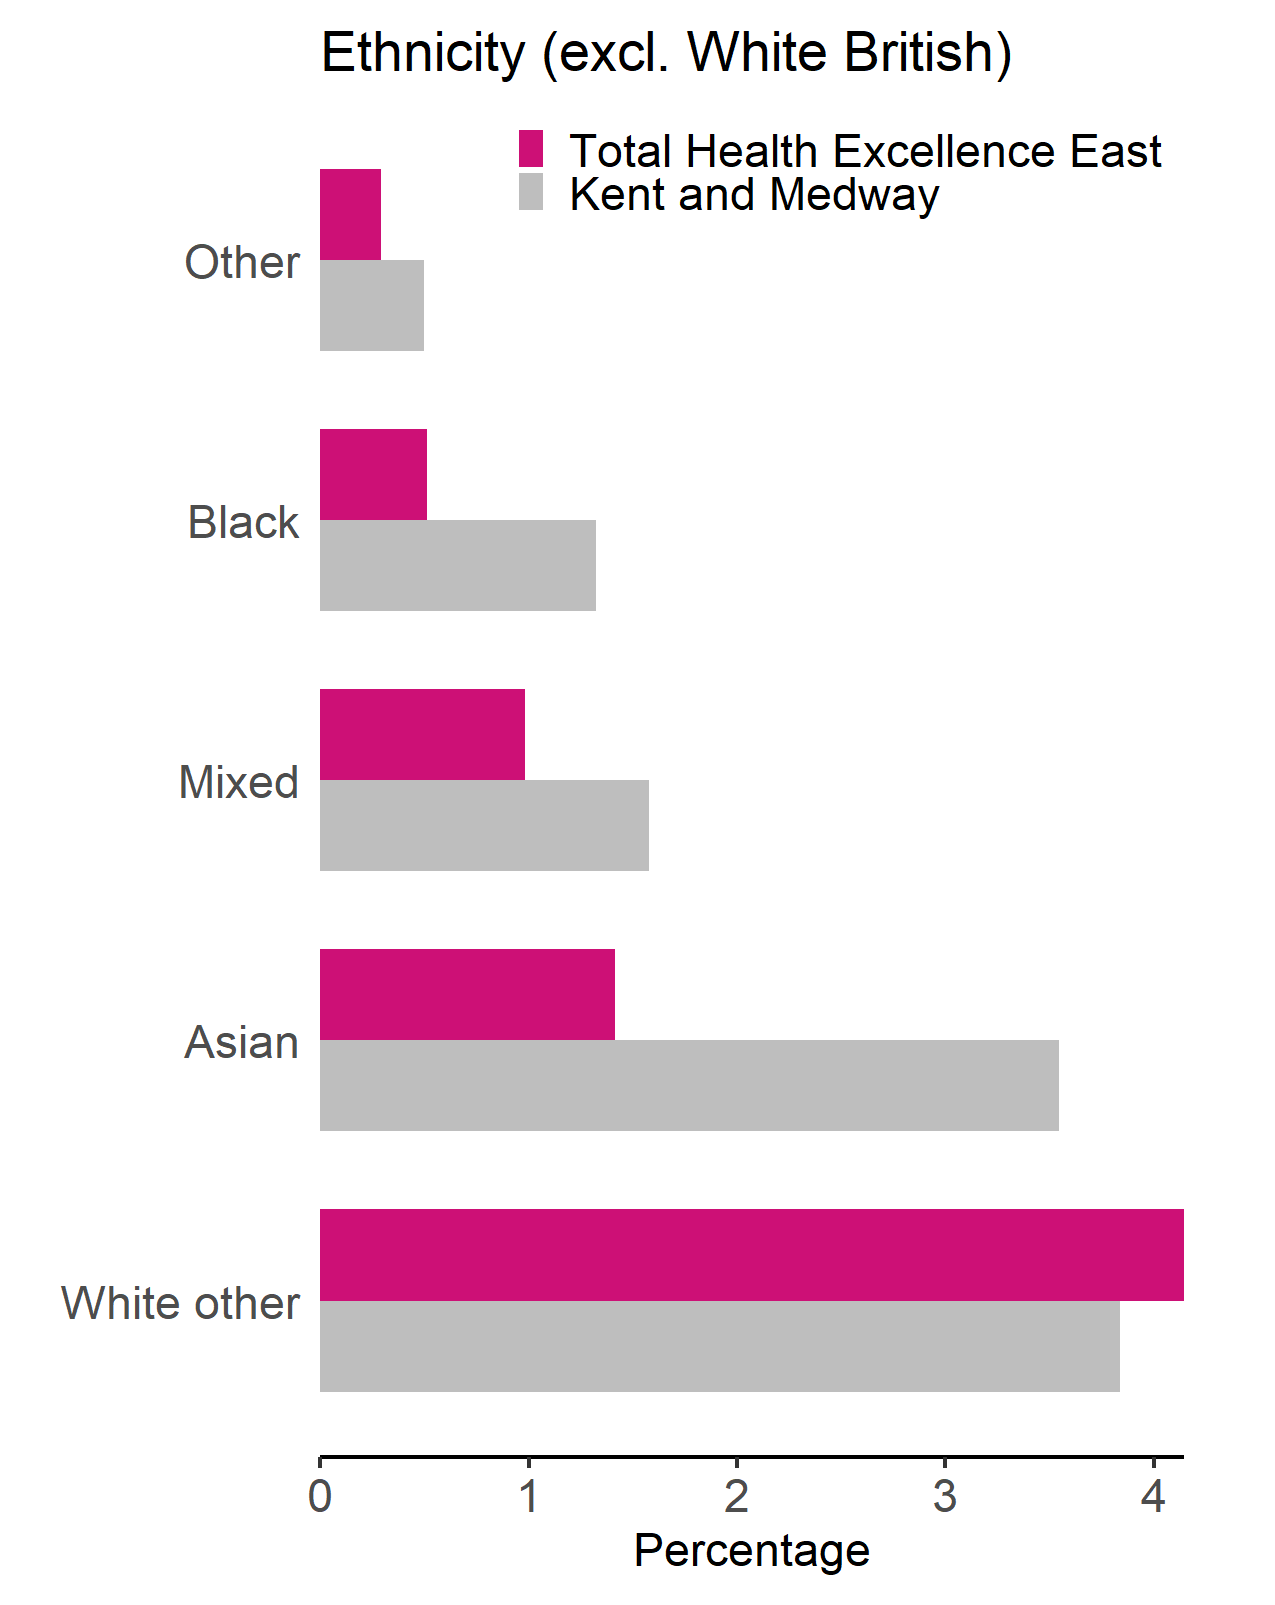 Ethnicity (excl. White British)
Total Health Excellence East
Kent and Medway
Other
Black
Mixed
Asian
White other
0 1 2 3 4
Percentage